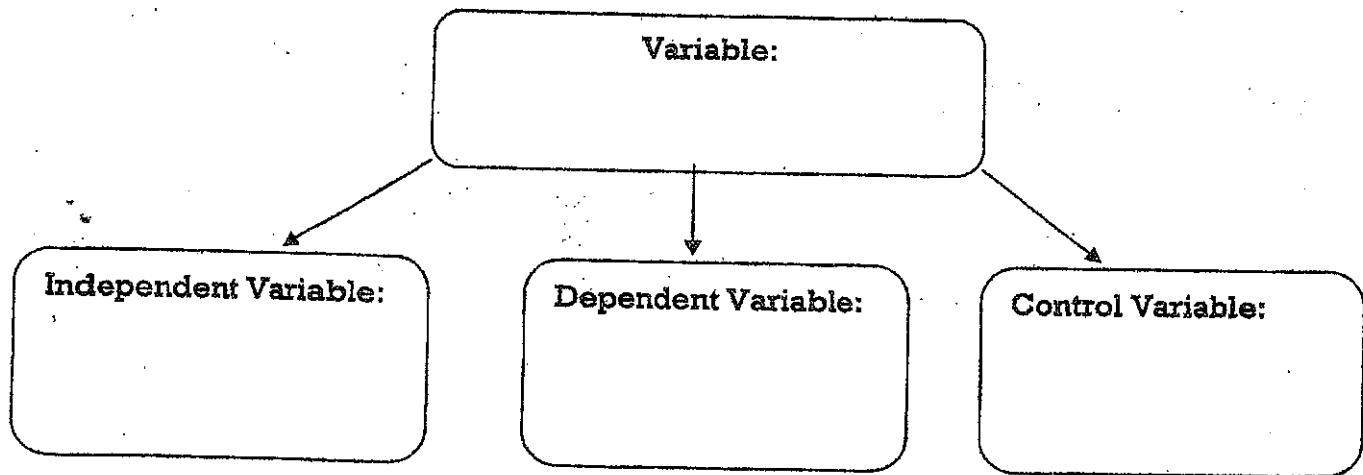 Variable:
Independent Variable:
Dependent Variable:
Control Variable: